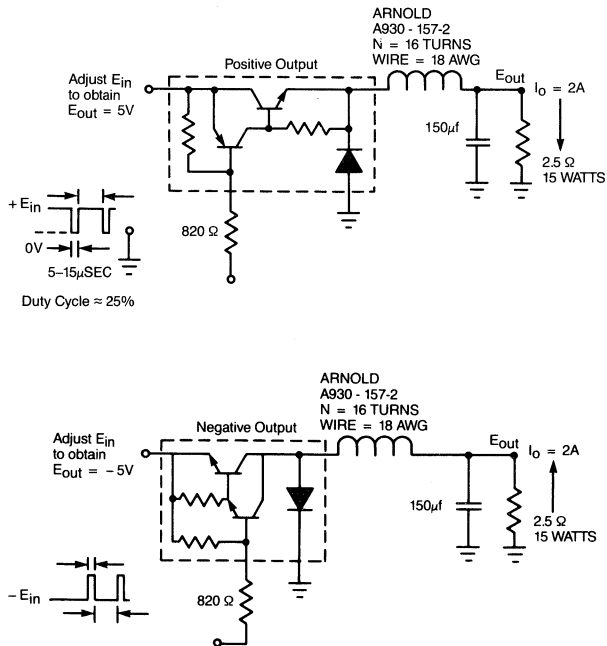 ARNOLD
A930 - 157-2
N = 16 TURNS
WIRE = 18 AWG
Positive Output
Adjust Ein
to obtain
Eout = 5V
Eout
Io = 2A
150μf
2.5 Ω
15 WATTS
+ Ein
0V
5–15μSEC
820 Ω
Duty Cycle ≈ 25%
ARNOLD
A930 - 157-2
N = 16 TURNS
WIRE = 18 AWG
Negative Output
Adjust Ein
to obtain
Eout = - 5V
Eout
Io = 2A
150μf
2.5 Ω
15 WATTS
- Ein
820 Ω